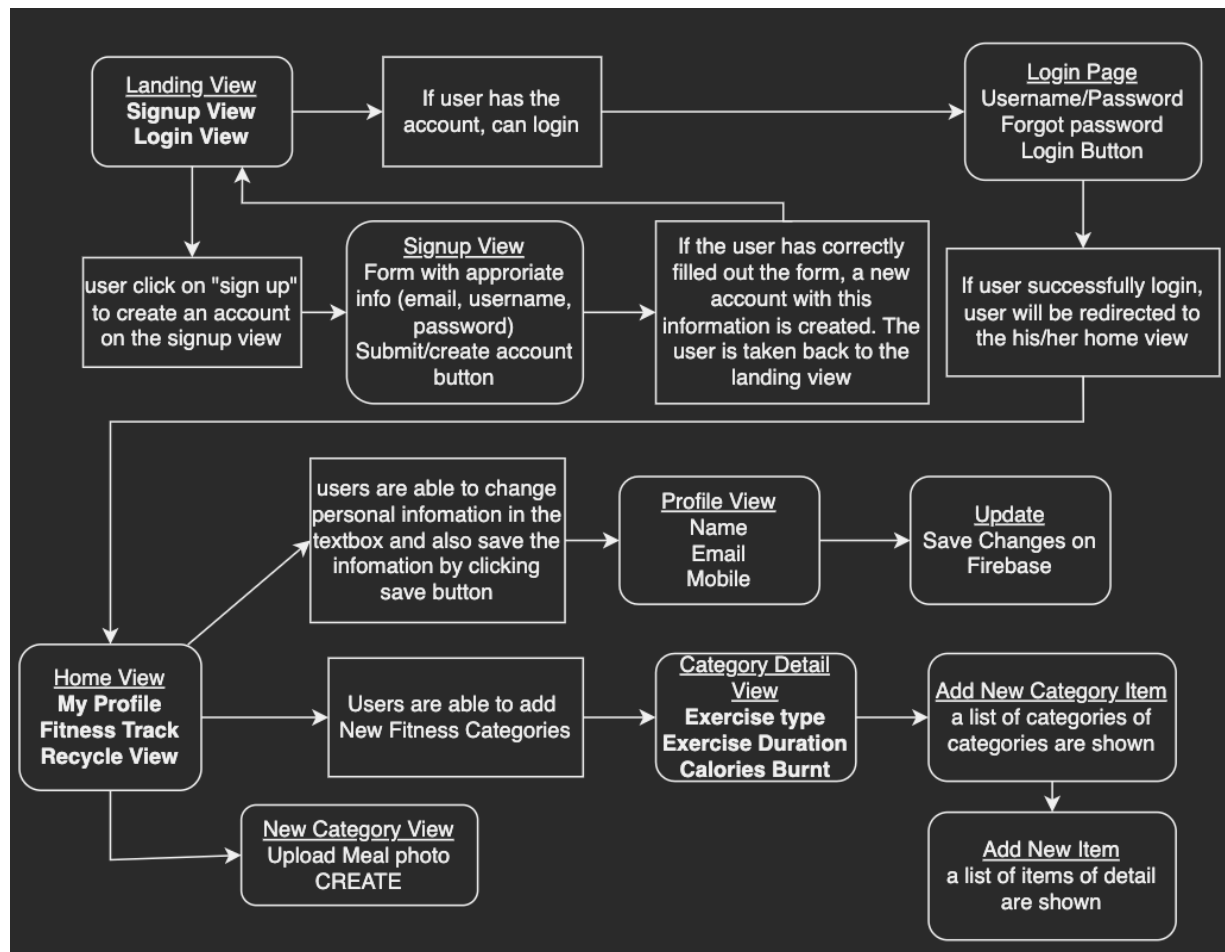 Landing View
Signup View
Login View
If user has the
account, can login
Login Page
Username/Password
Forgot password
Login Button
user click on "sign up"
to create an account
on the signup view
Signup View
Form with approriate
info (email, username,
password)
Submit/create account
button
If the user has correctly
filled out the form, a new
account with this
information is created. The
user is taken back to the
landing view
If user successfully login,
user will be redirected to
the his/her home view
users are able to change
personal infomation in the
textbox and also save the
infomation by clicking
save button
Profile View
Name
Email
Mobile
Update
Save Changes on
Firebase
Home View
My Profile
Fitness Track
Recycle View
Users are able to add
New Fitness Categories
Category Detail
View
Exercise type
Exercise Duration
Calories Burnt
Add New Category Item
a list of categories of
categories are shown
New Category View
Upload Meal photo
CREATE
Add New Item
a list of items of detail
are shown